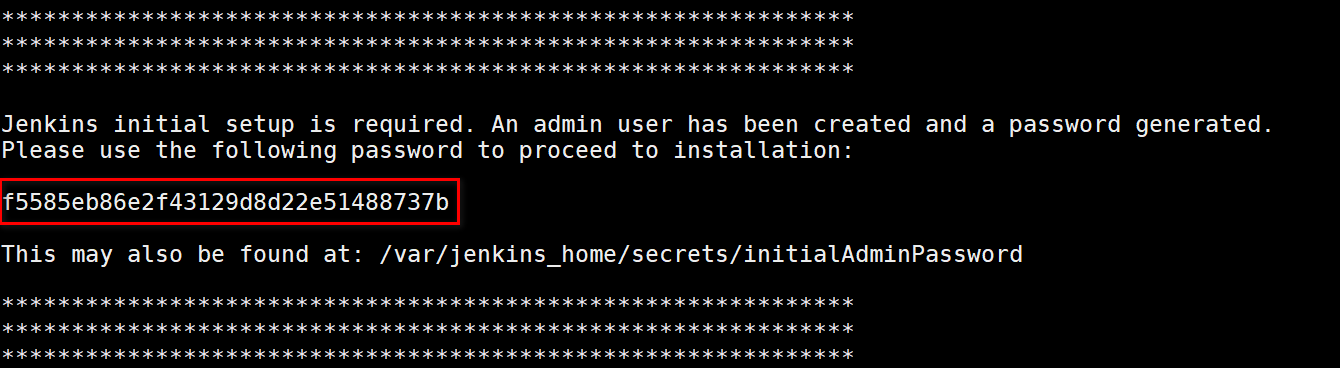 *************************************************************
*************************************************************
*************************************************************
Jenkins initial setup is required. An admin user has been created and a password generated.
Please use the following password to proceed to installation:
f5585eb86e2f43129d8d22e51488737b
This may also be found at: /var/jenkins_home/secrets/initialAdminPassword
*************************************************************
*************************************************************
*************************************************************